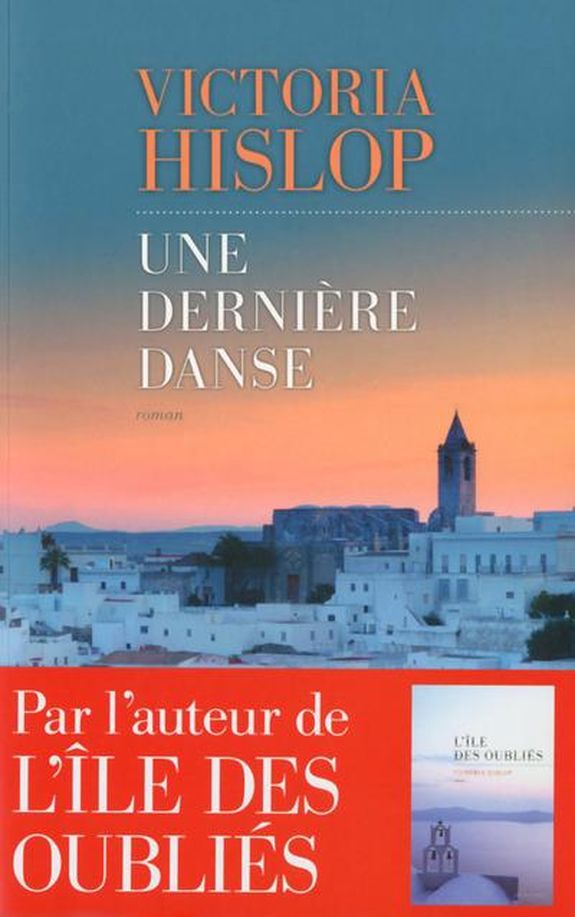 VICTORIA
HISLOP
UNE
DERNIÈRE
DANSE
roman
Par l'auteur de
L'ÎLE DES
OUBLIÉS
L'ÎLE
DES OUBLIÉS
VICTORIA HISLOP